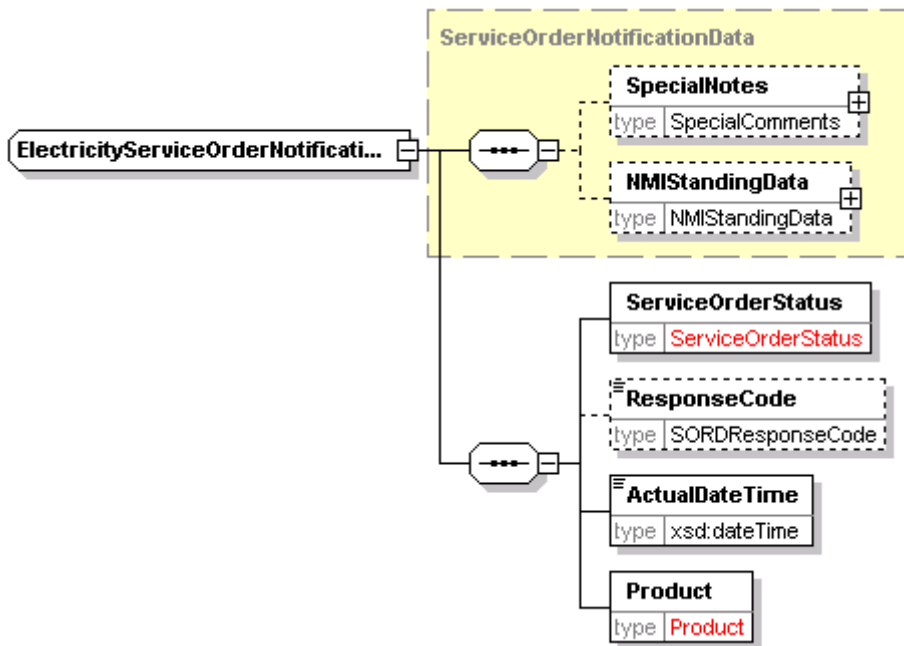 ServiceOrderNotificationData
SpecialNotes
type SpecialComments
ElectricityServiceOrderNotificati...
NMIStandingData
type NMIStandingData
ServiceOrderStatus
type ServiceOrderStatus
ResponseCode
type SORDResponseCode
ActualDateTime
type xsd:dateTime
Product
type Product